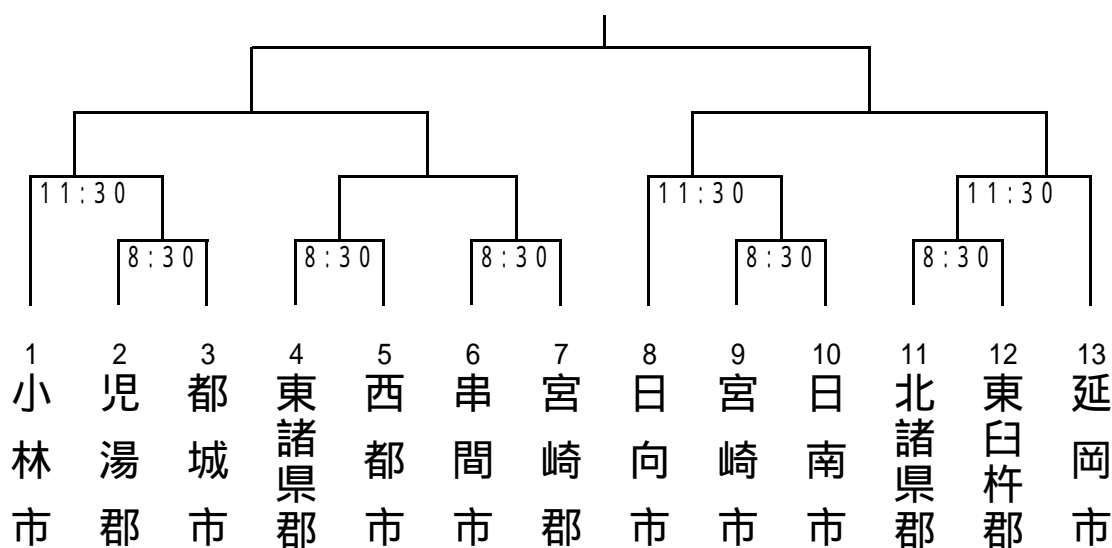 11:30
11:30
11:30
8:30
8:30
8:30
8:30
8:30
1 2 3 4 5 6 7 8 9 10 11 12 13
小林市
児湯郡
都城市
東諸県郡
西都市
串間市
宮崎郡
日向市
宮崎市
日南市
北諸県郡
東臼杵郡
延岡市